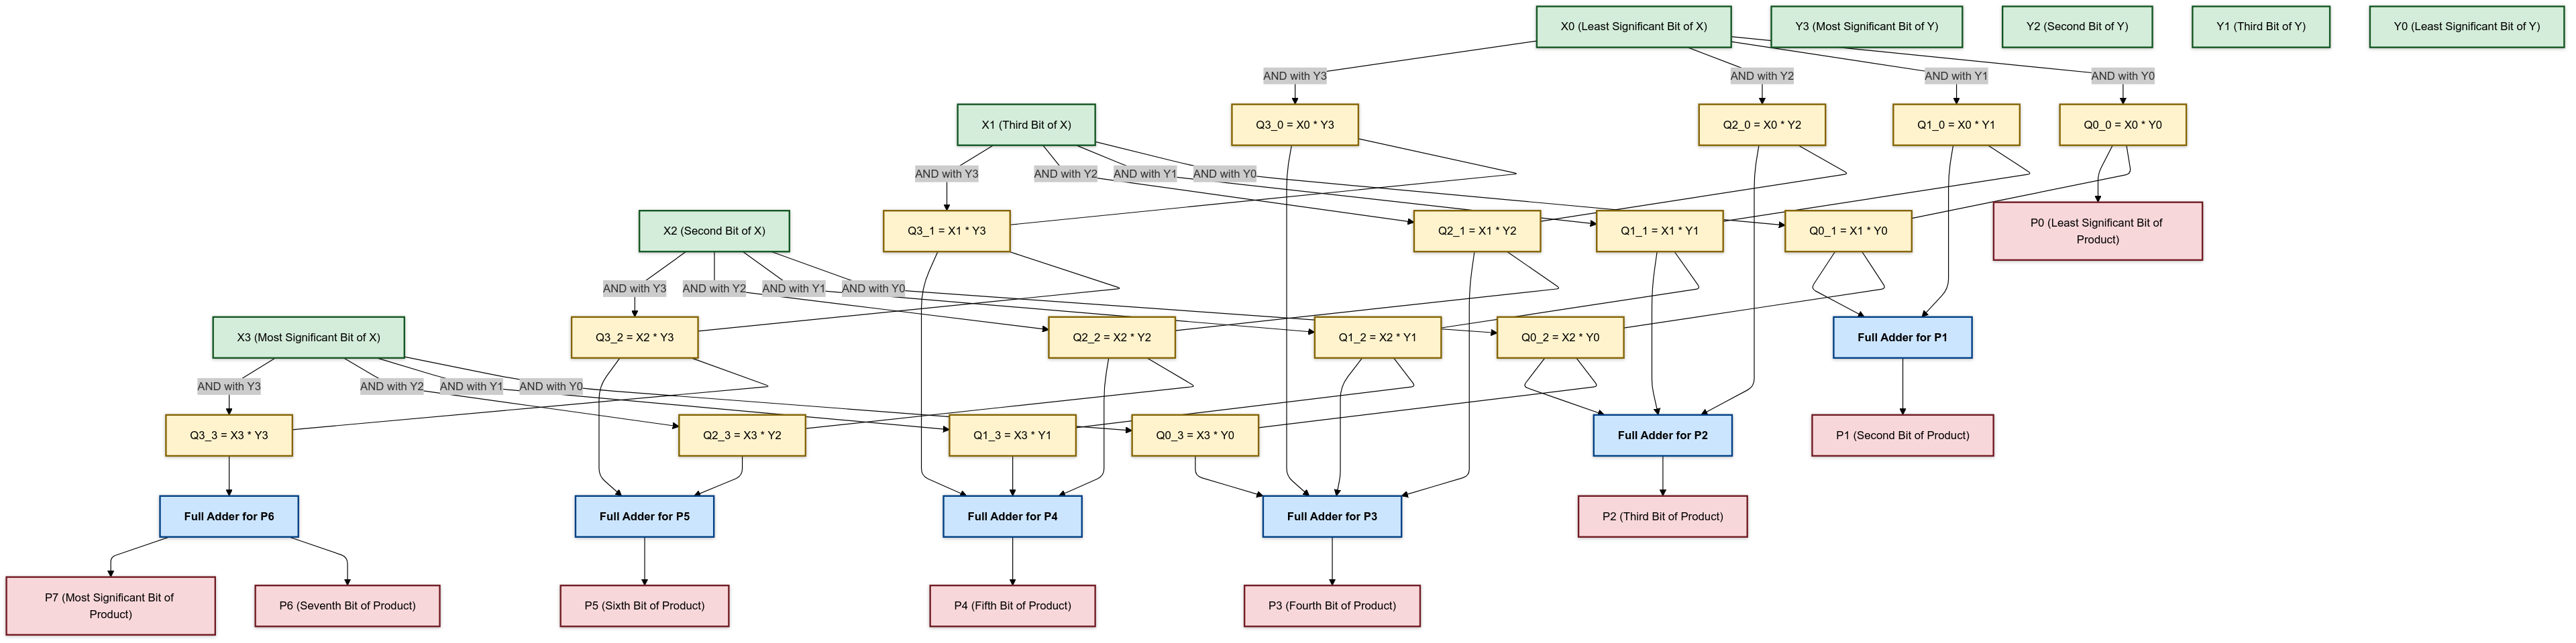 X0 (Least Significant Bit of X)
Y3 (Most Significant Bit of Y)
Y2 (Second Bit of Y)
Y1 (Third Bit of Y)
Y0 (Least Significant Bit of Y)
AND with Y3
AND with Y2
AND with Y1
AND with Y0
X1 (Third Bit of X)
Q3_0 = X0 * Y3
Q2_0 = X0 * Y2
Q1_0 = X0 * Y1
Q0_0 = X0 * Y0
AND with Y3
AND with Y2
AND with Y1
AND with Y0
X2 (Second Bit of X)
Q3_1 = X1 * Y3
Q2_1 = X1 * Y2
Q1_1 = X1 * Y1
Q0_1 = X1 * Y0
P0 (Least Significant Bit of
Product)
AND with Y3
AND with Y2
AND with Y1
AND with Y0
X3 (Most Significant Bit of X)
Q3_2 = X2 * Y3
Q2_2 = X2 * Y2
Q1_2 = X2 * Y1
Q0_2 = X2 * Y0
Full Adder for P1
AND with Y3
AND with Y2
AND with Y1
AND with Y0
Q3_3 = X3 * Y3
Q2_3 = X3 * Y2
Q1_3 = X3 * Y1
Q0_3 = X3 * Y0
Full Adder for P2
P1 (Second Bit of Product)
Full Adder for P6
Full Adder for P5
Full Adder for P4
Full Adder for P3
P2 (Third Bit of Product)
P7 (Most Significant Bit of
Product)
P6 (Seventh Bit of Product)
P5 (Sixth Bit of Product)
P4 (Fifth Bit of Product)
P3 (Fourth Bit of Product)